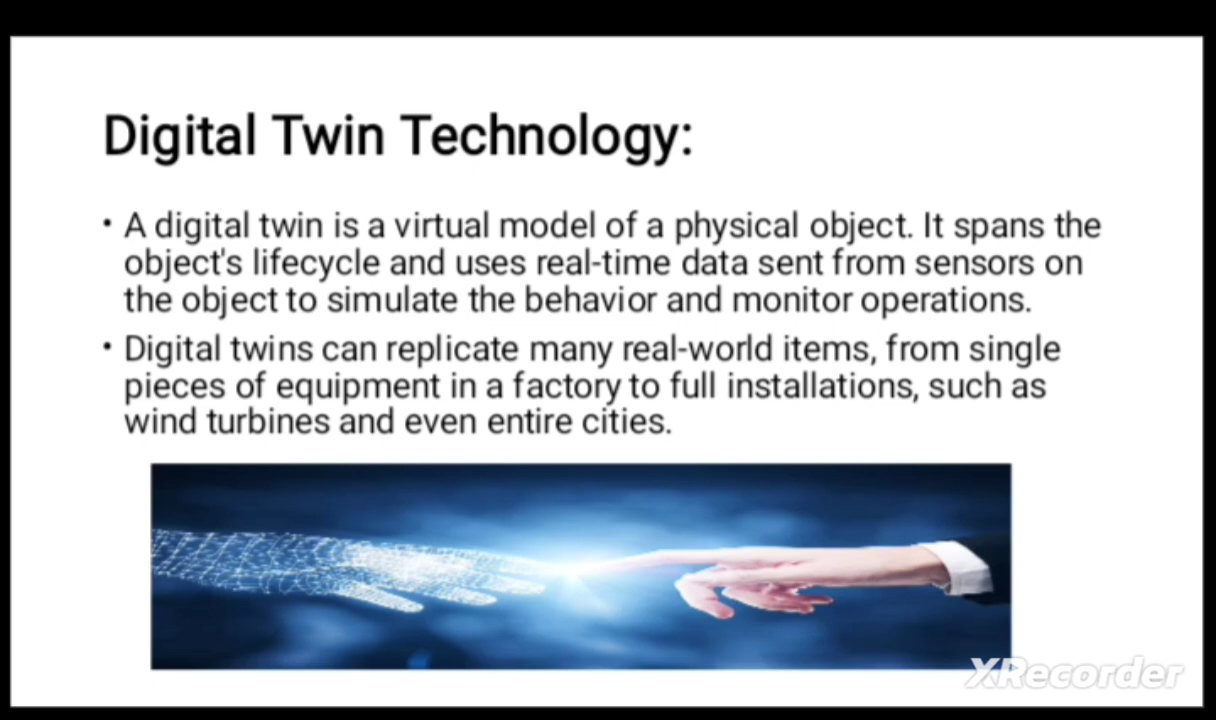 Digital Twin Technology:
• A digital twin is a virtual model of a physical object. It spans the
object's lifecycle and uses real-time data sent from sensors on
the object to simulate the behavior and monitor operations.
• Digital twins can replicate many real-world items, from single
pieces of equipment in a factory to full installations, such as
wind turbines and even entire cities.
XRecorder